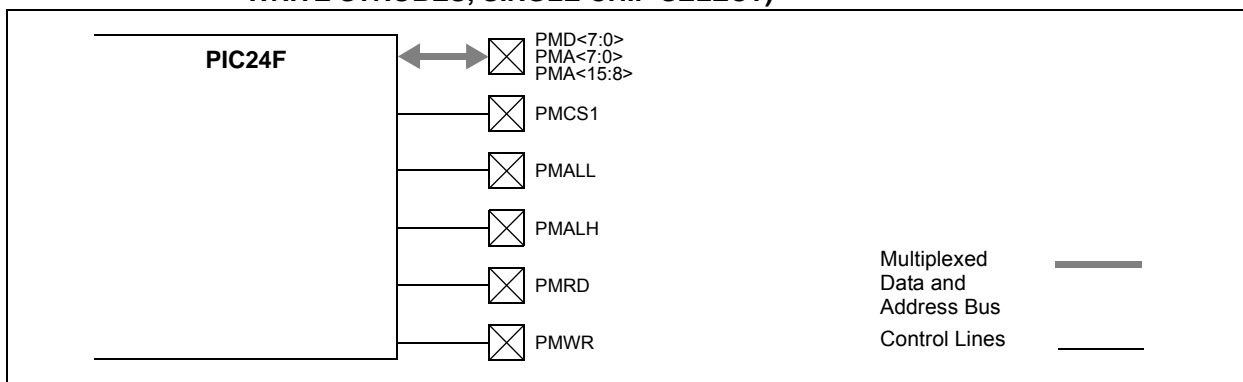 PIC24F
PMD<7:0>
PMA<7:0>
PMA<15:8>
PMCS1
PMALL
PMALH
PMRD
PMWR
Multiplexed
Data and
Address Bus
Control Lines